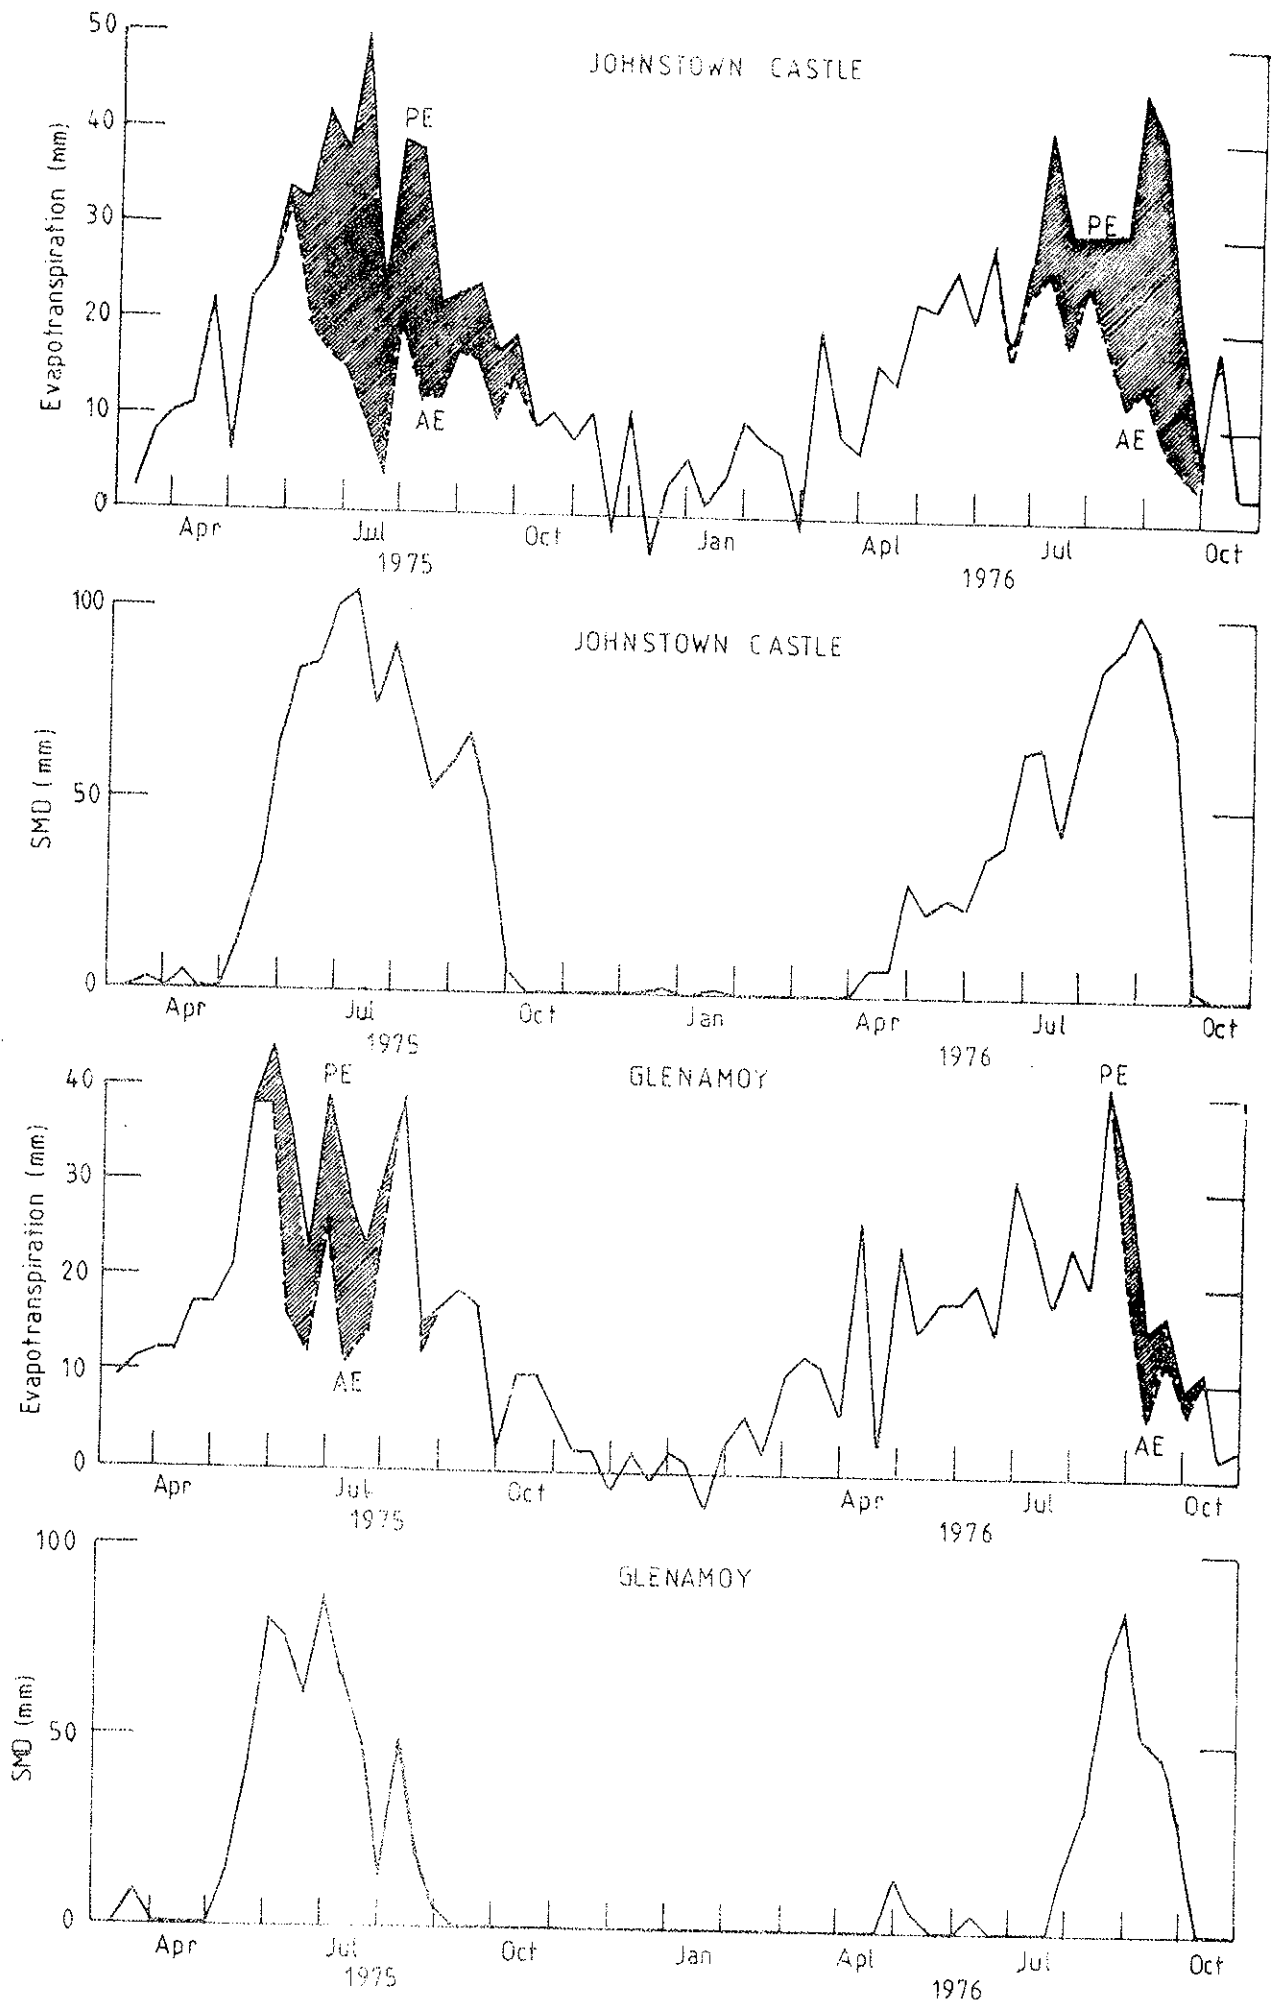 JOHNSTOWN CASTLE
Evapotranspiration (mm)
50
40
30
20
10
0
PE
AE
PE
AE
Apr Jul Oct Jan Apl Jul Oct
1975 1976
JOHNSTOWN CASTLE
SMD (mm)
100
50
0
Apr Jul Oct Jan Apr Jul Oct
1975 1976
GLENAMOY
Evapotranspiration (mm)
40
30
20
10
0
PE
AE
PE
AE
Apr Jul Oct Apr Jul Oct
1975 1976
GLENAMOY
SMD (mm)
100
50
0
Apr Jul Oct Jan Apl Jul Oct
1975 1976